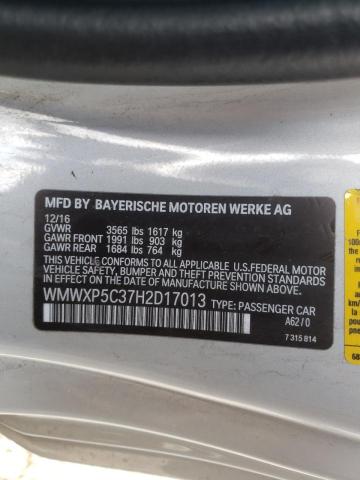 MFD BY BAYERISCHE MOTOREN WERKE AG
12/16
GVWR 3565 lbs 1617 kg
GAWR FRONT 1991 lbs 903 kg
GAWR REAR 1684 lbs 764 kg
THIS VEHICLE CONFORMS TO ALL APPLICABLE U.S.FEDERAL MOTOR
VEHICLE SAFETY, BUMPER, AND THEFT PREVENTION STANDARDS
IN EFFECT ON THE DATE OF MANUFACTURE SHOWN ABOVE.
WMWXP5C37H2D17013 TYPE: PASSENGER CAR
A62/0
7 315 814